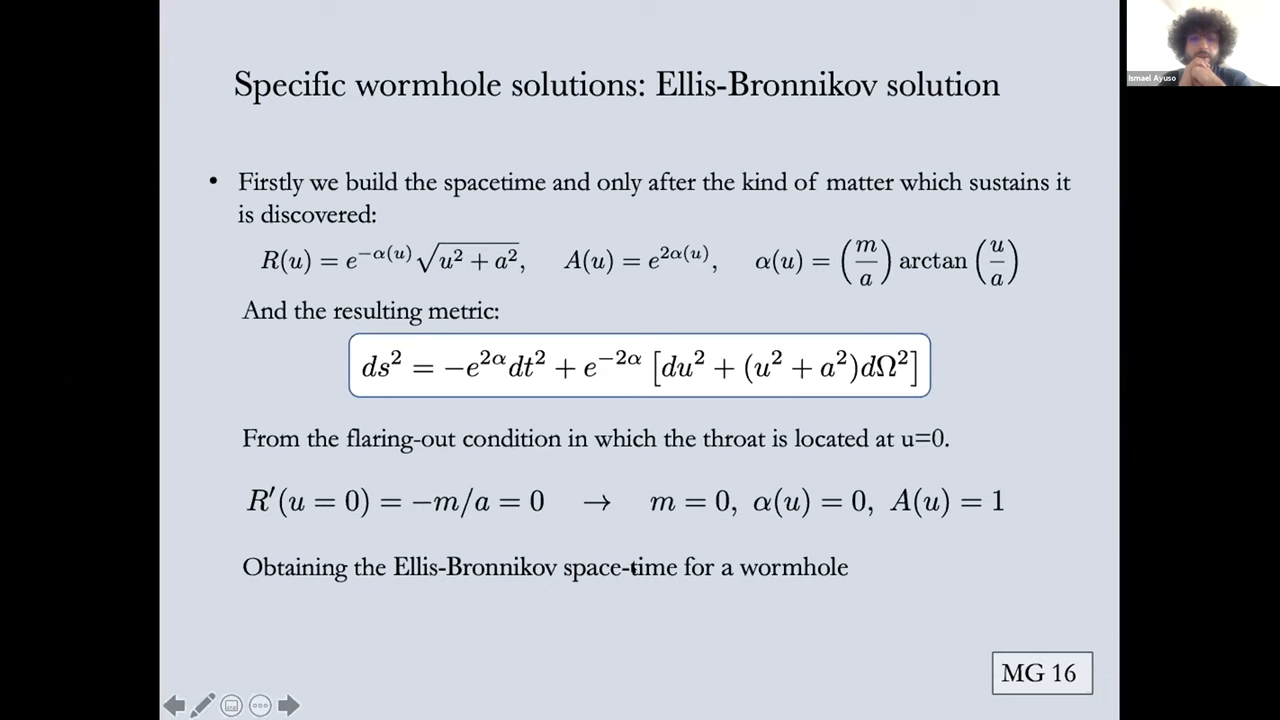 Specific wormhole solutions: Ellis-Bronnikov solution
Ismael Ayuso
• Firstly we build the spacetime and only after the kind of matter which sustains it
is discovered:
R(u) = e^{-α(u)} √(u² + a²), A(u) = e^{2α(u)}, α(u) = (m/a) arctan (u/a)
And the resulting metric:
ds² = −e^{2α}dt² + e^{−2α} [du² + (u² + a²)dΩ²]
From the flaring-out condition in which the throat is located at u=0.
R′(u = 0) = −m/a = 0 → m = 0, α(u) = 0, A(u) = 1
Obtaining the Ellis-Bronnikov space-time for a wormhole
MG 16